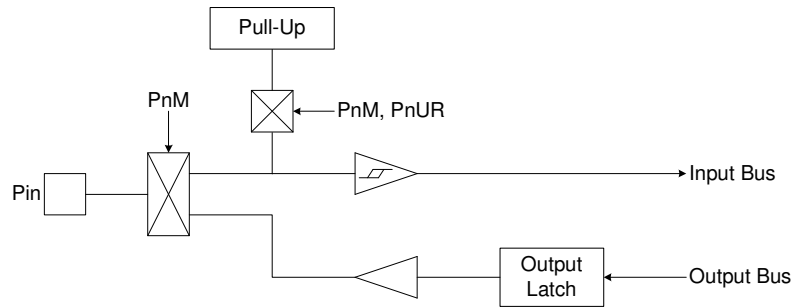 Pull-Up
PnM
PnM, PnUR
Pin
Input Bus
Output
Latch
Output Bus